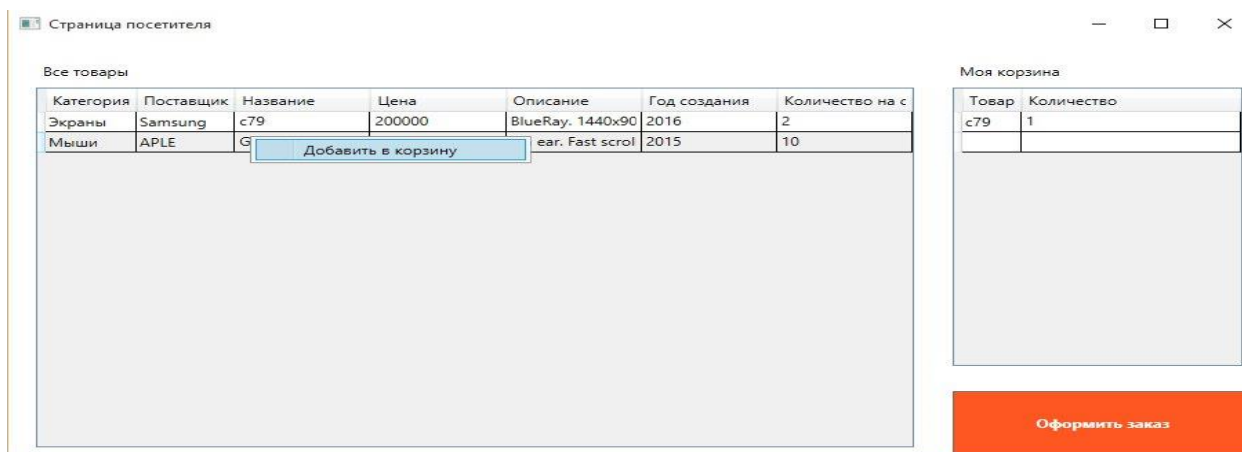 Страница посетителя
Все товары
Моя корзина
Категория Поставщик Название Цена Описание Год создания Количество на с
Товар Количество
Экраны Samsung c79 200000 BlueRay. 1440x90 2016 2
c79 1
Мыши APLE G ear. Fast scrol 2015 10
Добавить в корзину
Оформить заказ